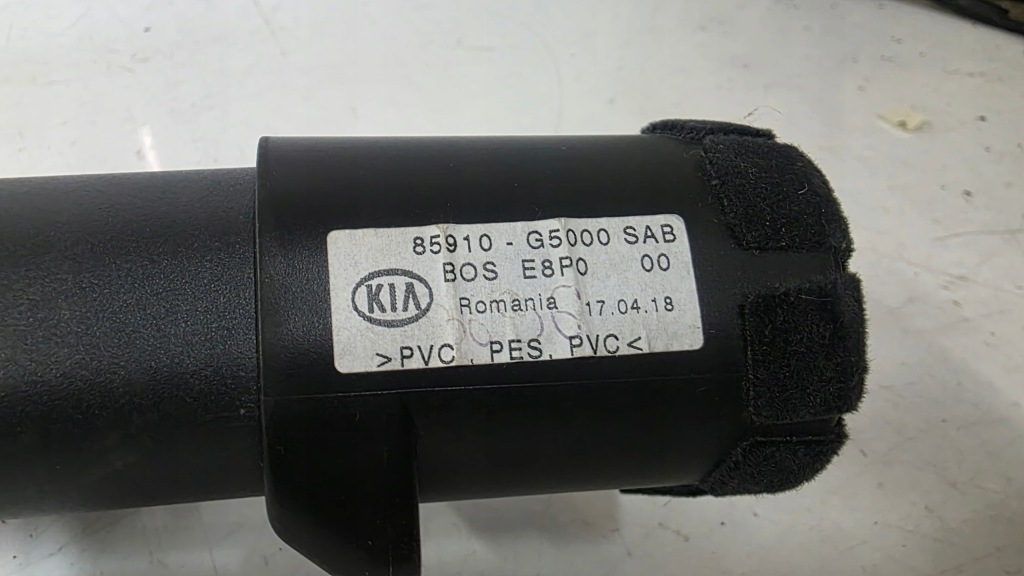 85910 - G5000 SAB
BOS E8P0 00
KIA
Romania 17.04.18
>PVC . PES. PVC<